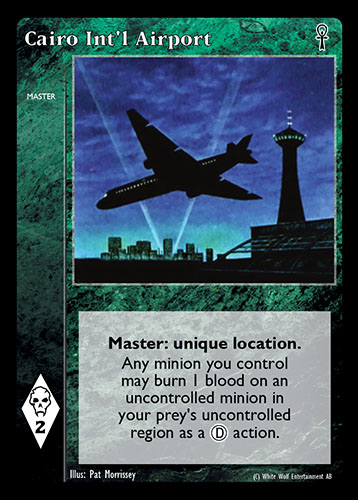 Cairo Int'l Airport
MASTER
Master: unique location.
Any minion you control
may burn 1 blood on an
uncontrolled minion in
your prey's uncontrolled
region as a Ⓓ action.
2
Illus: Pat Morrissey
(C) White Wolf Entertainment AB